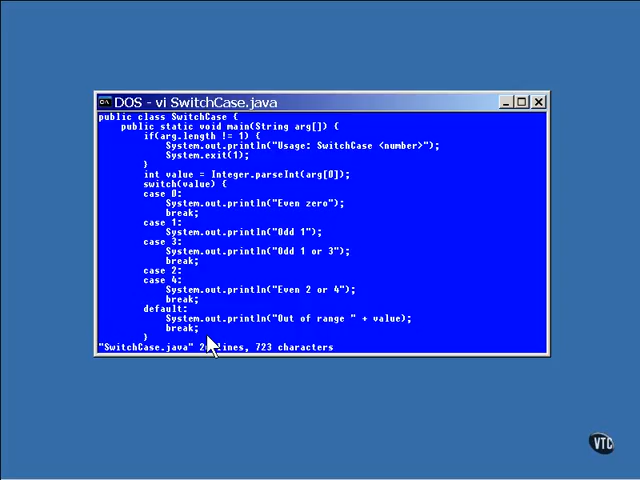 DOS - vi SwitchCase.java
public class SwitchCase {
public static void main(String arg[]) {
if(arg.length != 1) {
System.out.println("Usage: SwitchCase <number>");
System.exit(1);
}
int value = Integer.parseInt(arg[0]);
switch(value) {
case 0:
System.out.println("Even zero");
break;
case 1:
System.out.println("Odd 1");
case 3:
System.out.println("Odd 1 or 3");
break;
case 2:
case 4:
System.out.println("Even 2 or 4");
break;
default:
System.out.println("Out of range " + value);
break;
}
"SwitchCase.java" lines, 723 characters
VTC